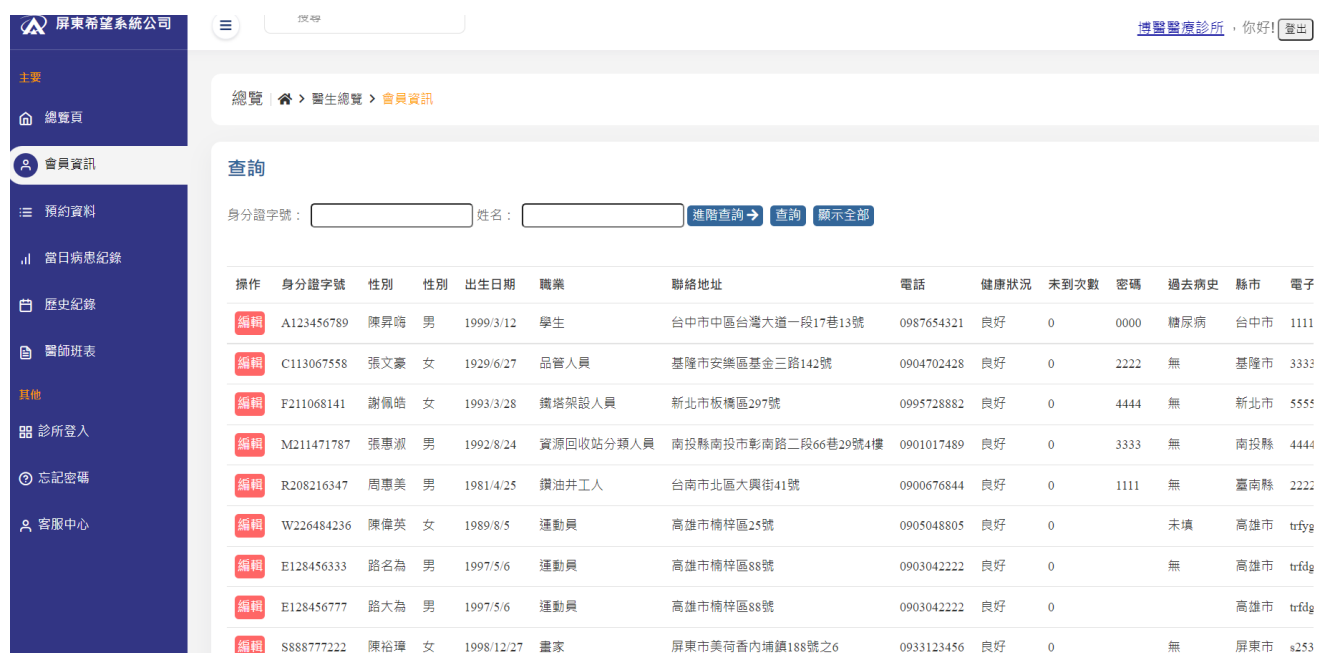 屏東希望系統公司
搜尋
博醫醫療診所 ，你好! 登出
主要
總覽頁
會員資訊
預約資料
當日病患紀錄
歷史紀錄
醫師班表
其他
診所登入
忘記密碼
客服中心
總覽 > 醫生總覽 > 會員資訊
查詢
身分證字號： 姓名： 進階查詢 查詢 顯示全部
操作 身分證字號 性別 性別 出生日期 職業 聯絡地址 電話 健康狀況 未到次數 密碼 過去病史 縣市 電子
編輯 A123456789 陳昇嗨 男 1999/3/12 學生 台中市中區台灣大道一段17巷13號 0987654321 良好 0 0000 糖尿病 台中市 1111
編輯 C113067558 張文豪 女 1929/6/27 品管人員 基隆市安樂區基金三路142號 0904702428 良好 0 2222 無 基隆市 3333
編輯 F211068141 謝佩皓 女 1993/3/28 鐵塔架設人員 新北市板橋區297號 0995728882 良好 0 4444 無 新北市 5555
編輯 M211471787 張惠淑 男 1992/8/24 資源回收站分類人員 南投縣南投市彰南路二段66巷29號4樓 0901017489 良好 0 3333 無 南投縣 4444
編輯 R208216347 周惠美 男 1981/4/25 鑽油井工人 台南市北區大興街41號 0900676844 良好 0 1111 無 臺南縣 2222
編輯 W226484236 陳偉英 女 1989/8/5 運動員 高雄市楠梓區25號 0905048805 良好 0 未填 高雄市 trfyg
編輯 E128456333 路名為 男 1997/5/6 運動員 高雄市楠梓區88號 0903042222 良好 0 無 高雄市 trfdg
編輯 E128456777 路大為 男 1997/5/6 運動員 高雄市楠梓區88號 0903042222 良好 0 高雄市 trfdg
編輯 S888777222 陳裕瑋 女 1998/12/27 畫家 屏東市美荷香內埔鎮188號之6 0933123456 良好 0 無 屏東市 s253